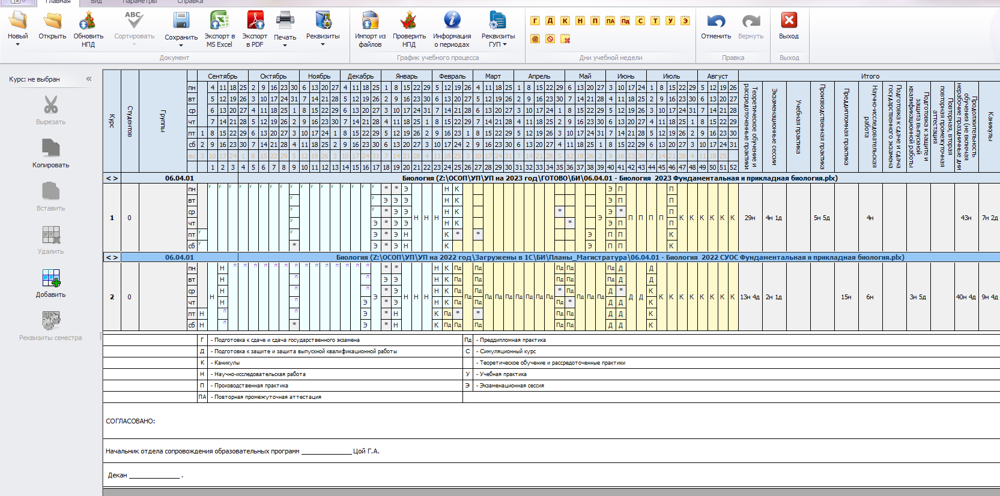 Главная Вид Параметры Справка
Новый Открыть Обновить НПД Сортировать Сохранить Экспорт в MS Excel Экспорт в PDF Печать Реквизиты Импорт из файлов Проверить НПД Информация о периодах Реквизиты ГУП Отменить Вернуть Выход
Г Д К Н П ПА Пд С Т У Э
Документ График учебного процесса Дни учебной недели Правка Выход
Курс: не выбран «
Вырезать
Копировать
Вставить
Удалить
Добавить
Реквизиты семестра
Курс Студентов Группы Сентябрь Октябрь Ноябрь Декабрь Январь Февраль Март Апрель Май Июнь Июль Август Итого
пн 4 11 18 25 2 9 16 23 30 6 13 20 27 4 11 18 25 1 8 15 22 29 5 12 19 26 4 11 18 25 1 8 15 22 29 6 13 20 27 3 10 17 24 1 8 15 22 29 5 12 19 26
вт 5 12 19 26 3 10 17 24 31 7 14 21 28 5 12 19 26 2 9 16 23 30 6 13 20 27 5 12 19 26 2 9 16 23 30 7 14 21 28 4 11 18 25 2 9 16 23 30 6 13 20 27
ср 6 13 20 27 4 11 18 25 1 8 15 22 29 6 13 20 27 3 10 17 24 31 7 14 21 28 6 13 20 27 3 10 17 24 1 8 15 22 29 5 12 19 26 3 10 17 24 31 7 14 21 28
чт 7 14 21 28 5 12 19 26 2 9 16 23 30 7 14 21 28 4 11 18 25 1 8 15 22 29 7 14 21 28 4 11 18 25 2 9 16 23 30 6 13 20 27 4 11 18 25 1 8 15 22 29
пт 1 8 15 22 29 6 13 20 27 3 10 17 24 1 8 15 22 29 5 12 19 26 2 9 16 23 1 8 15 22 29 5 12 19 26 3 10 17 24 31 7 14 21 28 5 12 19 26 2 9 16 23 30
сб 2 9 16 23 30 7 14 21 28 4 11 18 25 2 9 16 23 30 6 13 20 27 3 10 17 24 2 9 16 23 30 6 13 20 27 4 11 18 25 1 8 15 22 29 6 13 20 27 3 10 17 24 31
вс 3 10 17 24 1 8 15 22 29 5 12 19 26 3 10 17 24 31 7 14 21 28 4 11 18 25 3 10 17 24 31 7 14 21 28 5 12 19 26 2 9 16 23 30 7 14 21 28 4 11 18 25
1 2 3 4 5 6 7 8 9 10 11 12 13 14 15 16 17 18 19 20 21 22 23 24 25 26 27 28 29 30 31 32 33 34 35 36 37 38 39 40 41 42 43 44 45 46 47 48 49 50 51 52
Теоретическое обучение и рассредоточенные практики
Экзаменационные сессии
Учебная практика
Производственная практика
Преддипломная практика
Научно-исследовательская работа
Подготовка к сдаче и сдача государственного экзамена
Подготовка к защите и защита выпускной квалификационной работы
Повторная, вторая повторная промежуточная аттестация
Продолжительность обучения (не включая нерабочие праздничные дни
Каникулы
< > 06.04.01 Биология (Z:\ОСОП\УП\УП на 2023 год\ГОТОВО\БИ\06.04.01 - Биология 2023 Фундаментальная и прикладная биология.plx)
пн У У У У У У У У У У У У У У У У У * * Э Н К Э П П
вт У У Э Э Э Н К Э П П
ср У У * Э Э Н К * Э * П
1 0 Н Н Н Э П П П П К К К К К К 29н 4н 1д 5н 5д 4н 43н 7н 2д
чт У Э * Э Э Н К * Э П П
пт У У Э * Э Н К * * Э П П К
сб У * Э * Э Н К Э П П К
< > 06.04.01 Биология (Z:\ОСОП\УП\УП на 2022 год\Загружены в 1С\БИ\Планы_Магистратура\06.04.01 - Биология 2022 СУОС Фундаментальная и прикладная биология.plx)
пн Н п п п п п п п п п п п п п п * * Н К Пд Пд Пд Пд Пд Д Д
вт Н п п Э Э Н К Пд Пд Пд Пд Пд Д Д
ср Н п п * Э Н К Пд Пд * Пд Д * Д
2 0 Н Э Н Н Н Пд Пд Пд Пд Пд Пд Пд Пд Пд Пд Пд Д Д К К К К К К К К 13н 4д 2н 1д 15н 6н 3н 5д 40н 4д 9н 4д
чт Н п Э * Э Н К Пд Пд Пд * Д Д К
пт Н п п Э * Н К Пд * * Пд Пд Д Д К
сб Н п * Э * Н К Пд Пд Пд Пд Пд Д Д К
Г - Подготовка к сдаче и сдача государственного экзамена Пд - Преддипломная практика
Д - Подготовка к защите и защита выпускной квалификационной работы С - Симуляционный курс
К - Каникулы - Теоретическое обучение и рассредоточенные практики
Н - Научно-исследовательская работа У - Учебная практика
П - Производственная практика Э - Экзаменационная сессия
ПА - Повторная промежуточная аттестация
СОГЛАСОВАНО:
Начальник отдела сопровождения образовательных программ ________________ Цой Г.А.
Декан ________________ .